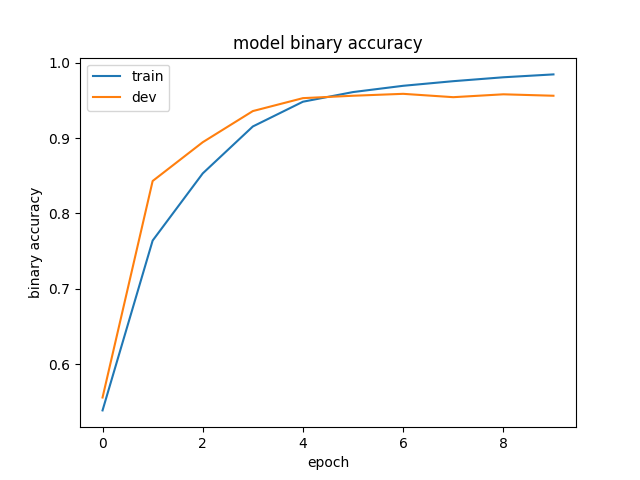 model binary accuracy
train
dev
1.0
0.9
0.8
0.7
0.6
binary accuracy
0 2 4 6 8
epoch